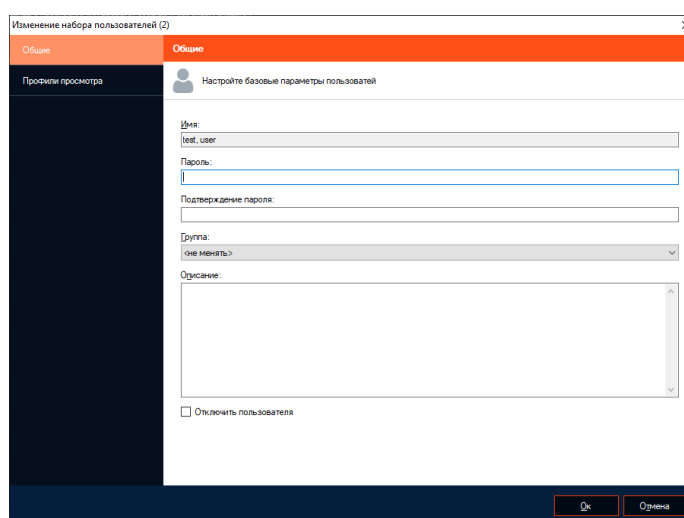 Изменение набора пользователей (2)
Общие
Общие
Профили просмотра
Настройте базовые параметры пользоватей
Имя:
test, user
Пароль:
Подтверждение пароля:
Группа:
<не менять>
Описание:
Отключить пользователя
Ок
Отмена